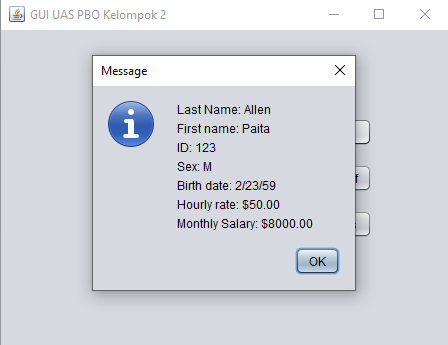 GUI UAS PBO Kelompok 2
Message
Last Name: Allen
First name: Paita
ID: 123
Sex: M
Birth date: 2/23/59
Hourly rate: $50.00
Monthly Salary: $8000.00
OK